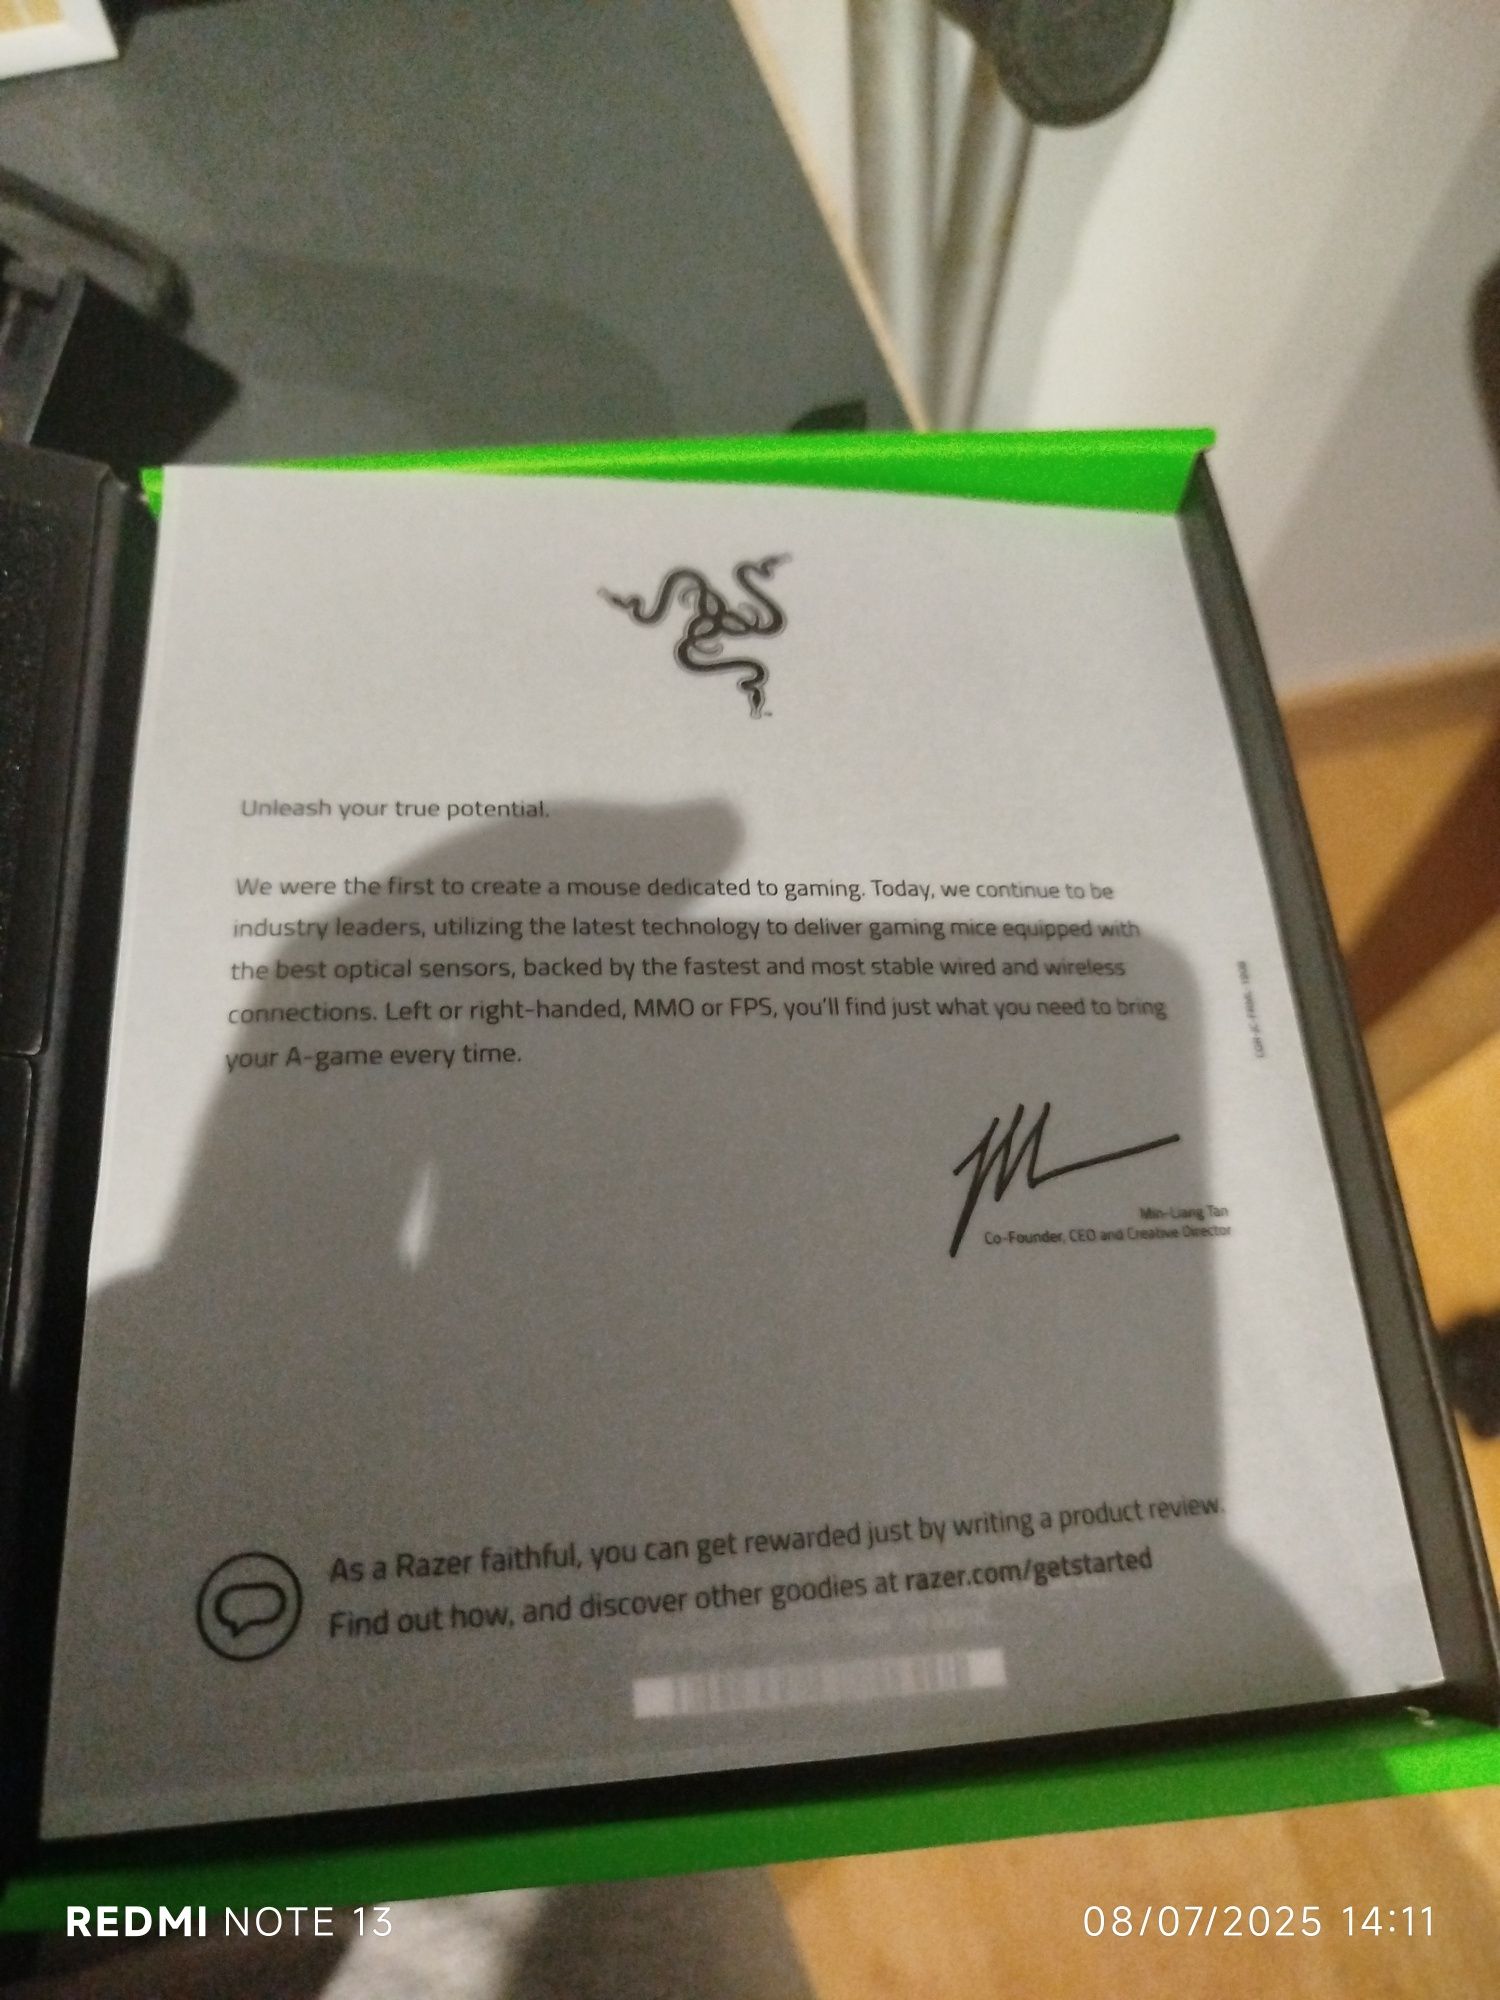 Unleash your true potential.
We were the first to create a mouse dedicated to gaming. Today, we continue to be
industry leaders, utilizing the latest technology to deliver gaming mice equipped with
the best optical sensors, backed by the fastest and most stable wired and wireless
connections. Left or right-handed, MMO or FPS, you'll find just what you need to bring
your A-game every time.
Min-Liang Tan
Co-Founder, CEO and Creative Director
As a Razer faithful, you can get rewarded just by writing a product review.
Find out how, and discover other goodies at razer.com/getstarted
REDMI NOTE 13
08/07/2025 14:11